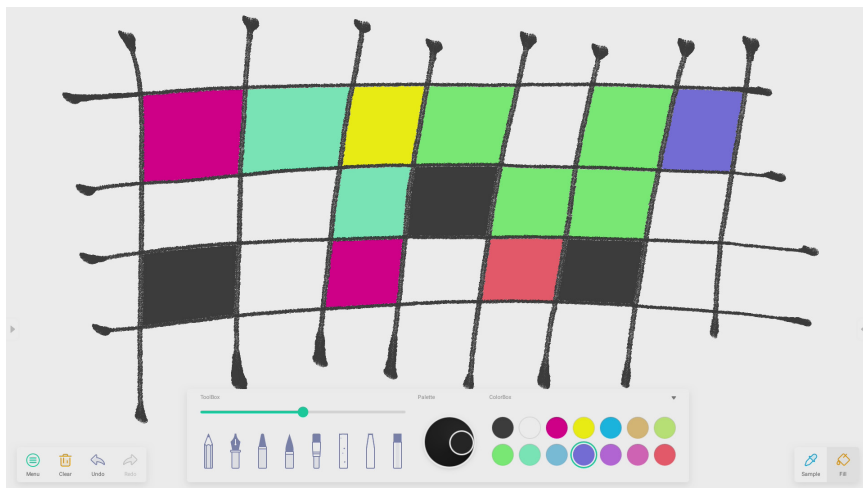 ToolBox
Palette
ColorBox
Menu
Clear
Undo
Redo
Sample
Fill